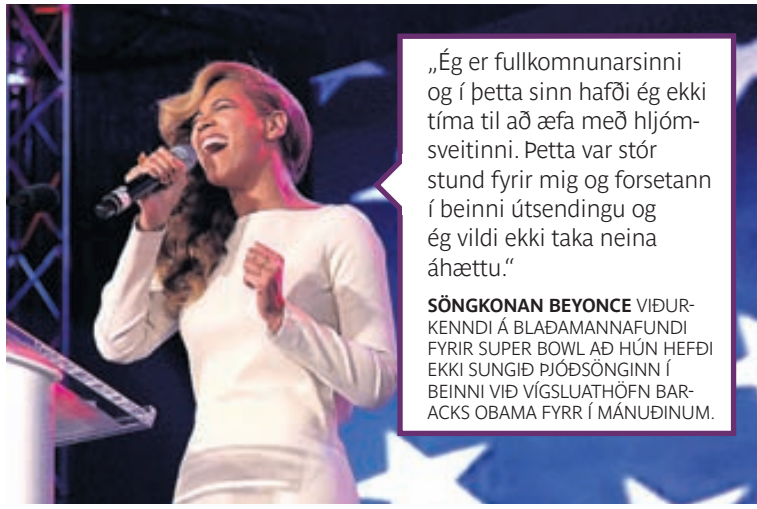 „Ég er fullkomnunarsinni
og í þetta sinn hafði ég ekki
tíma til að æfa með hljóm-
sveitinni. Þetta var stór
stund fyrir mig og forsetann
í beinni útsendingu og
ég vildi ekki taka neina
áhættu.“
SÖNGKONAN BEYONCE VIÐUR-
KENNDI Á BLAÐAMANNAFUNDI
FYRIR SUPER BOWL AÐ HÚN HEFÐI
EKKI SUNGIÐ ÞJÓÐSÖNGINN Í
BEINNI VIÐ VÍGSLUATHÖFN BAR-
ACKS OBAMA FYRR Í MÁNUÐINUM.